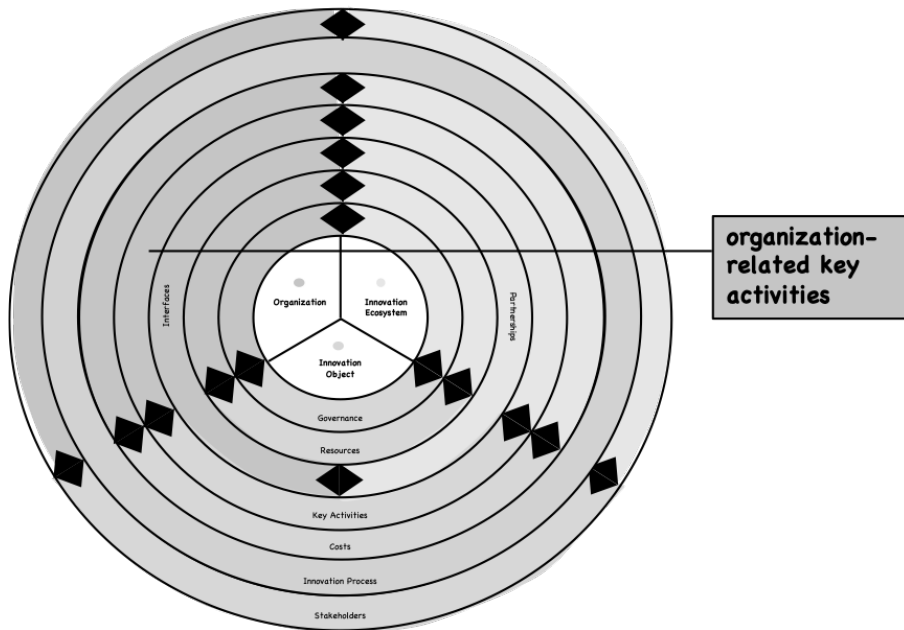 organization-
related key
activities
Organization
Innovation
Ecosystem
Innovation
Object
Interfaces
Partnerships
Governance
Resources
Key Activities
Costs
Innovation Process
Stakeholders